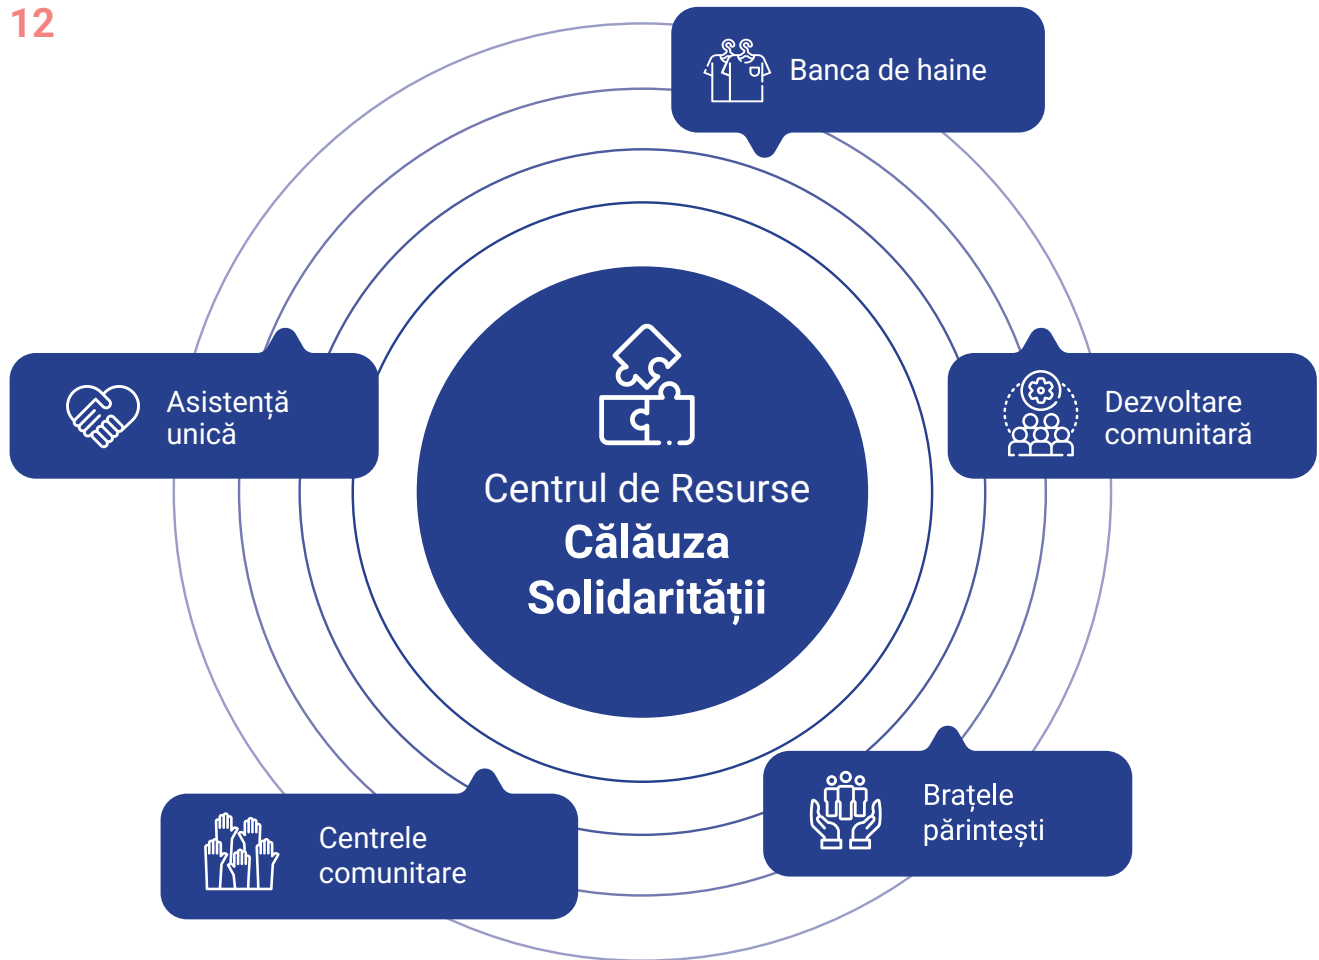 12
Banca de haine
Asistență
unică
Dezvoltare
comunitară
Centrul de Resurse
Călăuza
Solidarității
Brațele
părintești
Centrele
comunitare